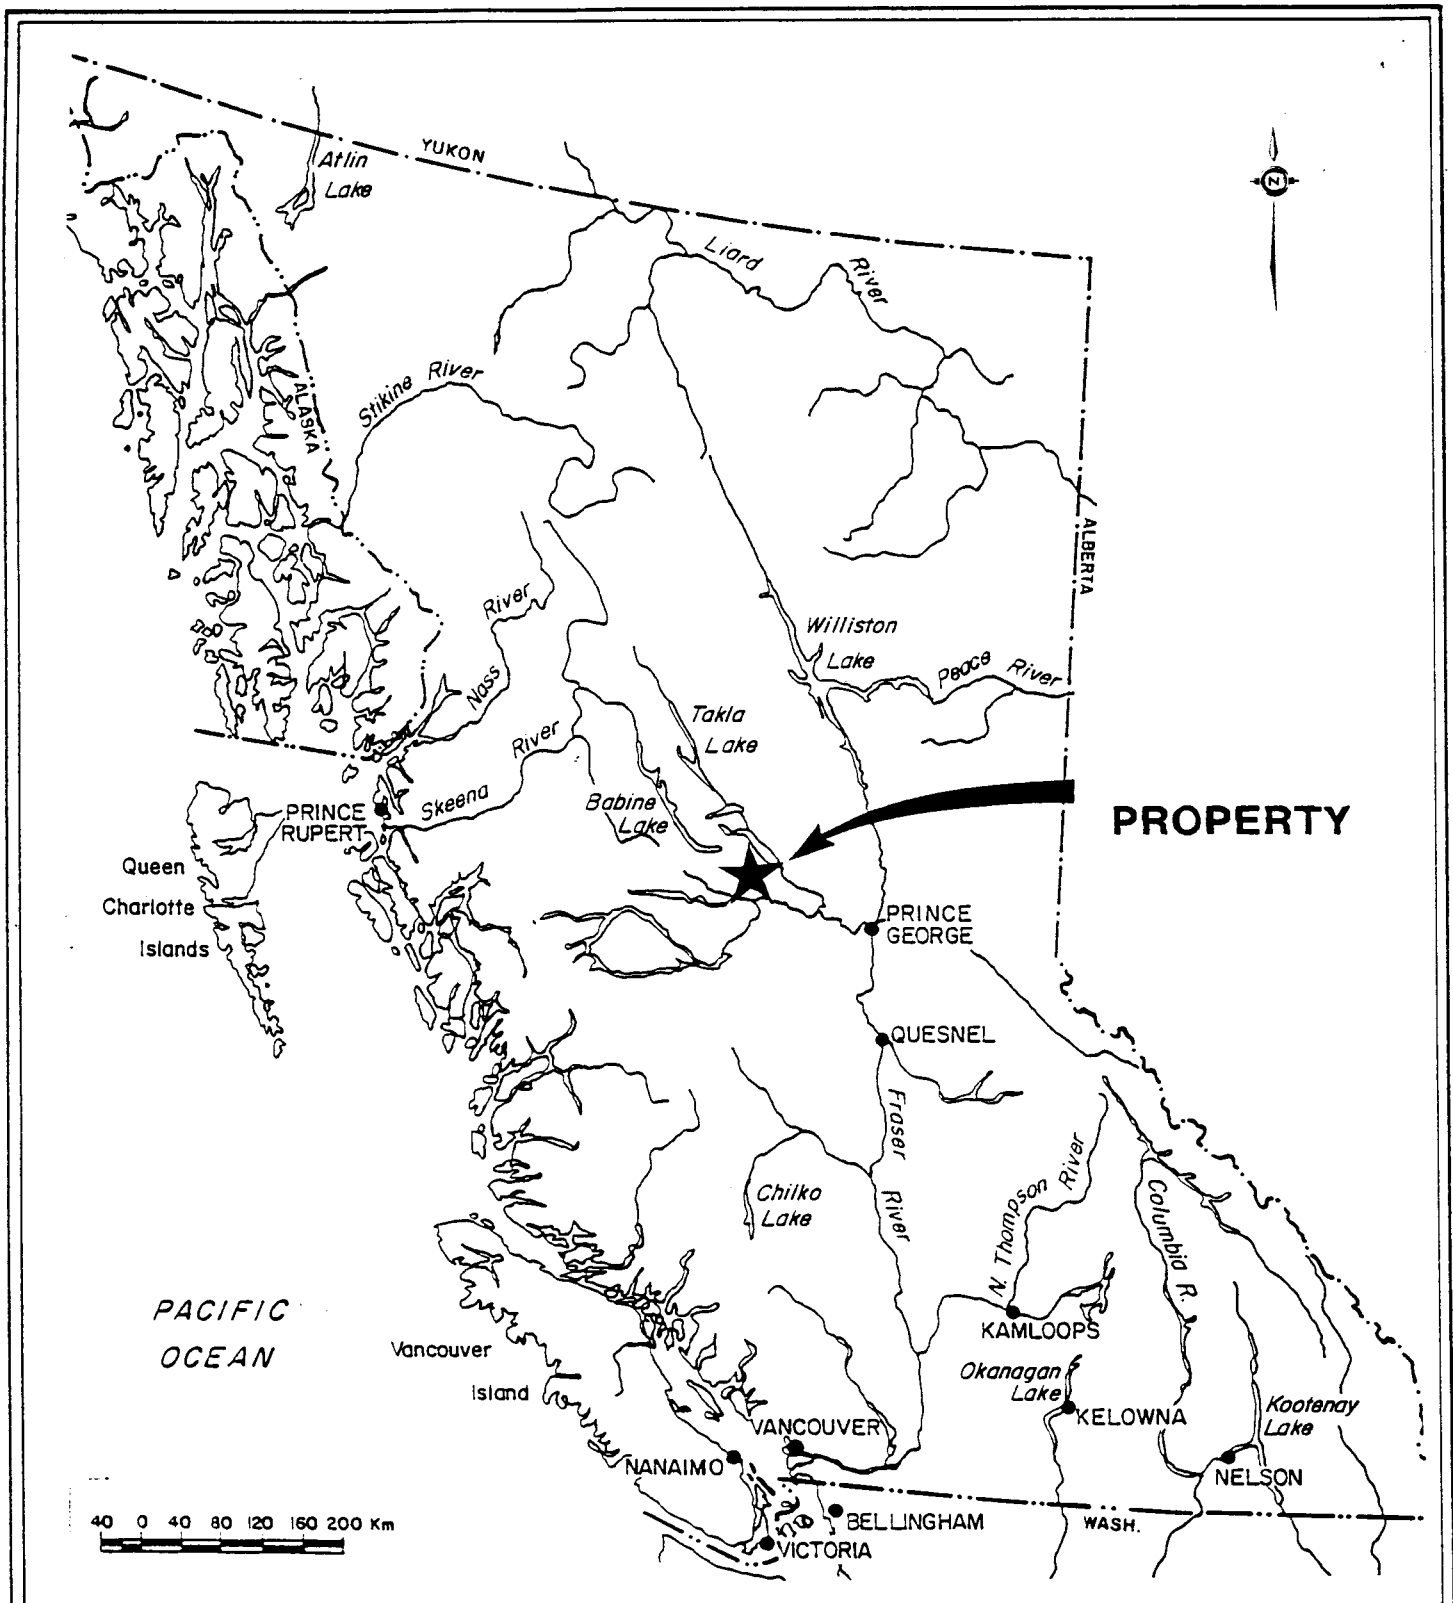 YUKON
Atlin
Lake
N
Liard
River
ALASKA
Stikine River
ALBERTA
Nass
River
Williston
Lake
Peace River
Takla
Lake
Skeena
River
Babine
Lake
PRINCE
RUPERT
PROPERTY
Queen
Charlotte
Islands
PRINCE
GEORGE
QUESNEL
Fraser
River
Chilko
Lake
N. Thompson River
Columbia R.
PACIFIC
OCEAN
KAMLOOPS
Vancouver
Island
Okanagan
Lake
KELOWNA
Kootenay
Lake
VANCOUVER
NANAIMO
NELSON
BELLINGHAM
WASH.
VICTORIA
40 0 40 80 120 160 200 Km